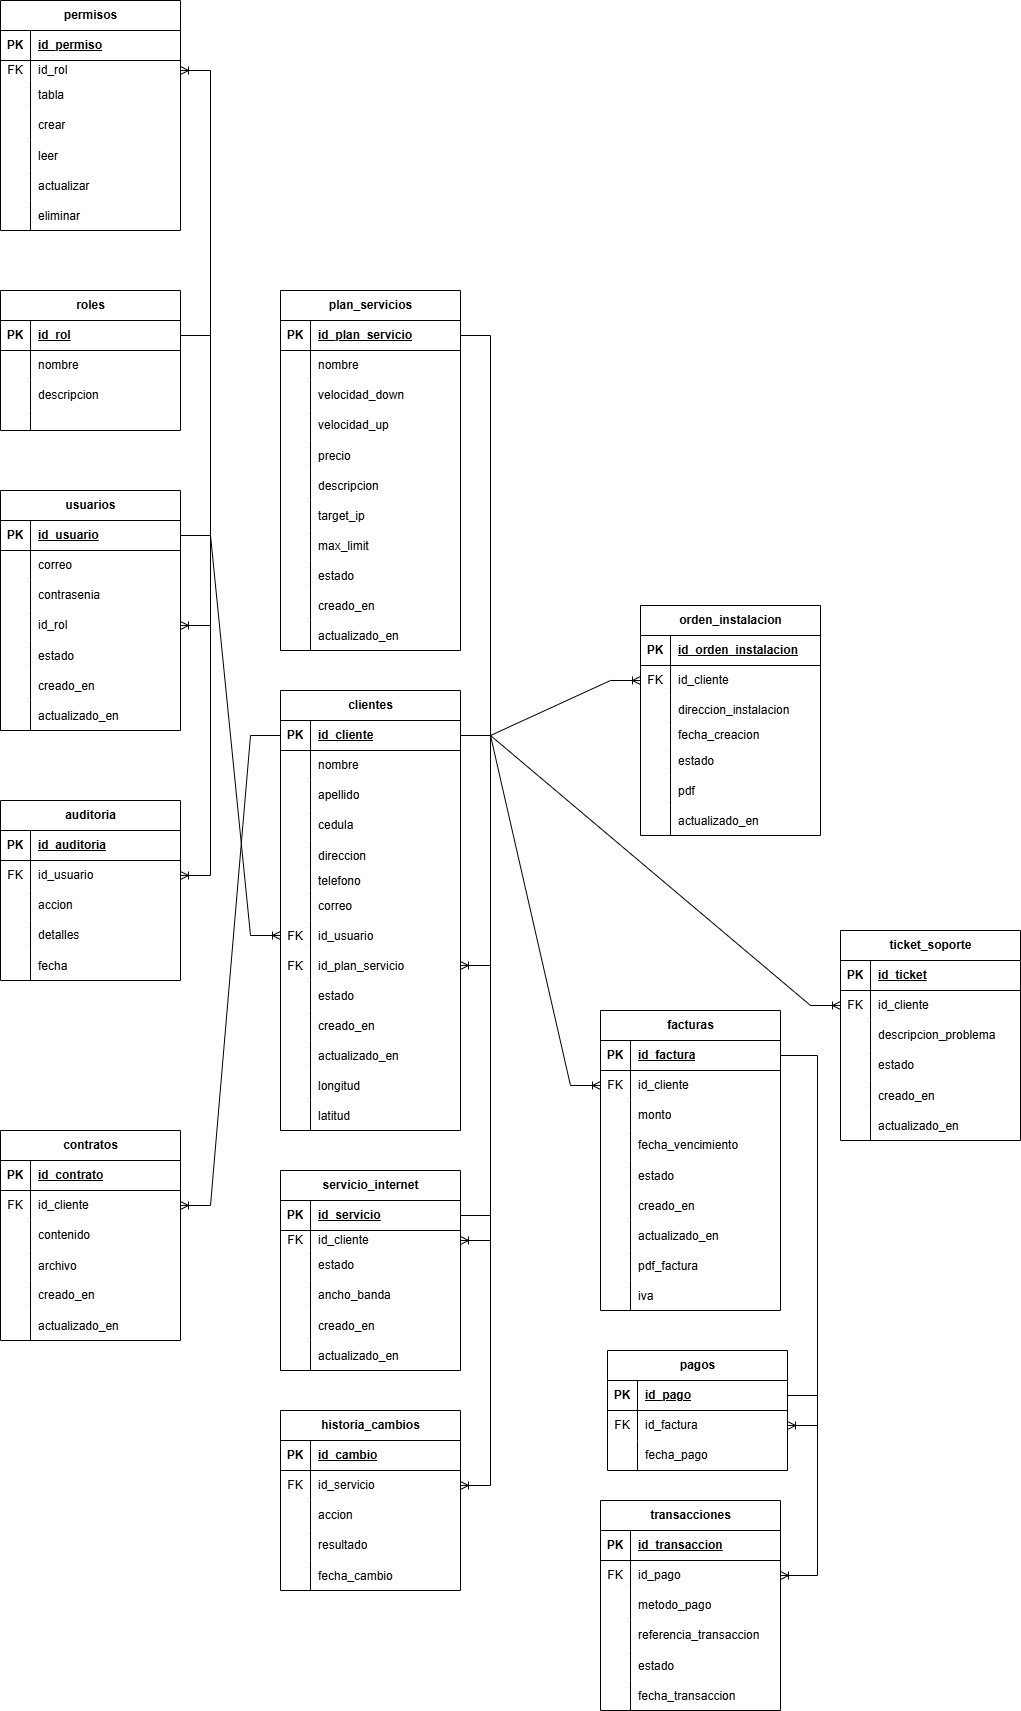 permisos
PK id_permiso
FK id_rol
tabla
crear
leer
actualizar
eliminar
roles
PK id_rol
nombre
descripcion
usuarios
PK id_usuario
correo
contrasenia
id_rol
estado
creado_en
actualizado_en
auditoria
PK id_auditoria
FK id_usuario
accion
detalles
fecha
contratos
PK id_contrato
FK id_cliente
contenido
archivo
creado_en
actualizado_en
plan_servicios
PK id_plan_servicio
nombre
velocidad_down
velocidad_up
precio
descripcion
target_ip
max_limit
estado
creado_en
actualizado_en
clientes
PK id_cliente
nombre
apellido
cedula
direccion
telefono
correo
FK id_usuario
FK id_plan_servicio
estado
creado_en
actualizado_en
longitud
latitud
servicio_internet
PK id_servicio
FK id_cliente
estado
ancho_banda
creado_en
actualizado_en
historia_cambios
PK id_cambio
FK id_servicio
accion
resultado
fecha_cambio
orden_instalacion
PK id_orden_instalacion
FK id_cliente
direccion_instalacion
fecha_creacion
estado
pdf
actualizado_en
facturas
PK id_factura
FK id_cliente
monto
fecha_vencimiento
estado
creado_en
actualizado_en
pdf_factura
iva
pagos
PK id_pago
FK id_factura
fecha_pago
transacciones
PK id_transaccion
FK id_pago
metodo_pago
referencia_transaccion
estado
fecha_transaccion
ticket_soporte
PK id_ticket
FK id_cliente
descripcion_problema
estado
creado_en
actualizado_en